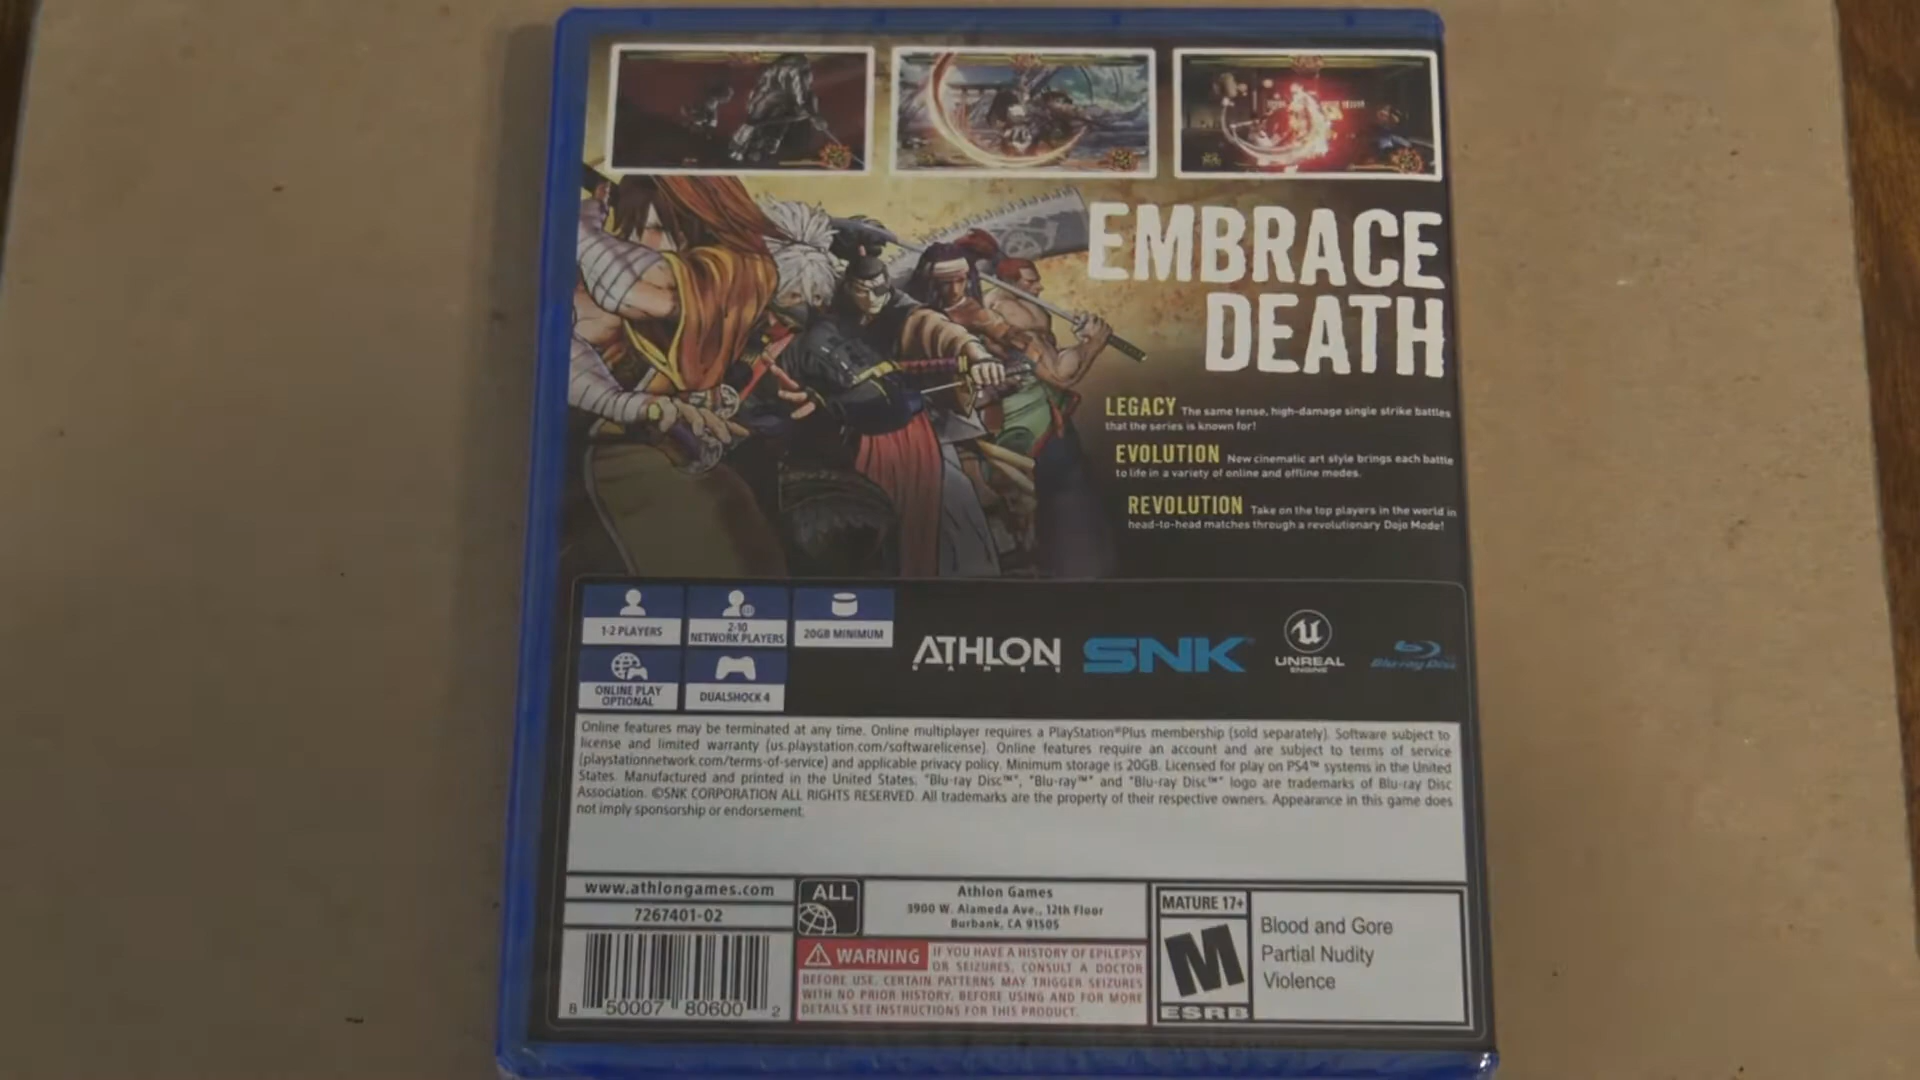 EMBRACE
DEATH
LEGACY The same tense, high-damage single strike battles
that the series is known for!
EVOLUTION New cinematic art style brings each battle
to life in a variety of online and offline modes.
REVOLUTION Take on the top players in the world in
head-to-head matches through a revolutionary Dojo Mode!
1-2 PLAYERS
2-10
NETWORK PLAYERS
20GB MINIMUM
ONLINE PLAY
OPTIONAL
DUALSHOCK 4
ATHLON
GAMES
SNK
UNREAL
ENGINE
Blu-ray Disc
Online features may be terminated at any time. Online multiplayer requires a PlayStation®Plus membership (sold separately). Software subject to
license and limited warranty (us.playstation.com/softwarelicense). Online features require an account and are subject to terms of service
(playstationnetwork.com/terms-of-service) and applicable privacy policy. Minimum storage is 20GB. Licensed for play on PS4™ systems in the United
States. Manufactured and printed in the United States. "Blu-ray Disc™", "Blu-ray™" and "Blu-ray Disc™" logo are trademarks of Blu-ray Disc
Association. ©SNK CORPORATION ALL RIGHTS RESERVED. All trademarks are the property of their respective owners. Appearance in this game does
not imply sponsorship or endorsement.
www.athlongames.com
7267401-02
8 50007 80600 2
ALL
Athlon Games
3900 W. Alameda Ave., 12th Floor
Burbank, CA 91505
WARNING IF YOU HAVE A HISTORY OF EPILEPSY
OR SEIZURES, CONSULT A DOCTOR
BEFORE USE. CERTAIN PATTERNS MAY TRIGGER SEIZURES
WITH NO PRIOR HISTORY. BEFORE USING AND FOR MORE
DETAILS SEE INSTRUCTIONS FOR THIS PRODUCT.
MATURE 17+
M
ESRB
Blood and Gore
Partial Nudity
Violence